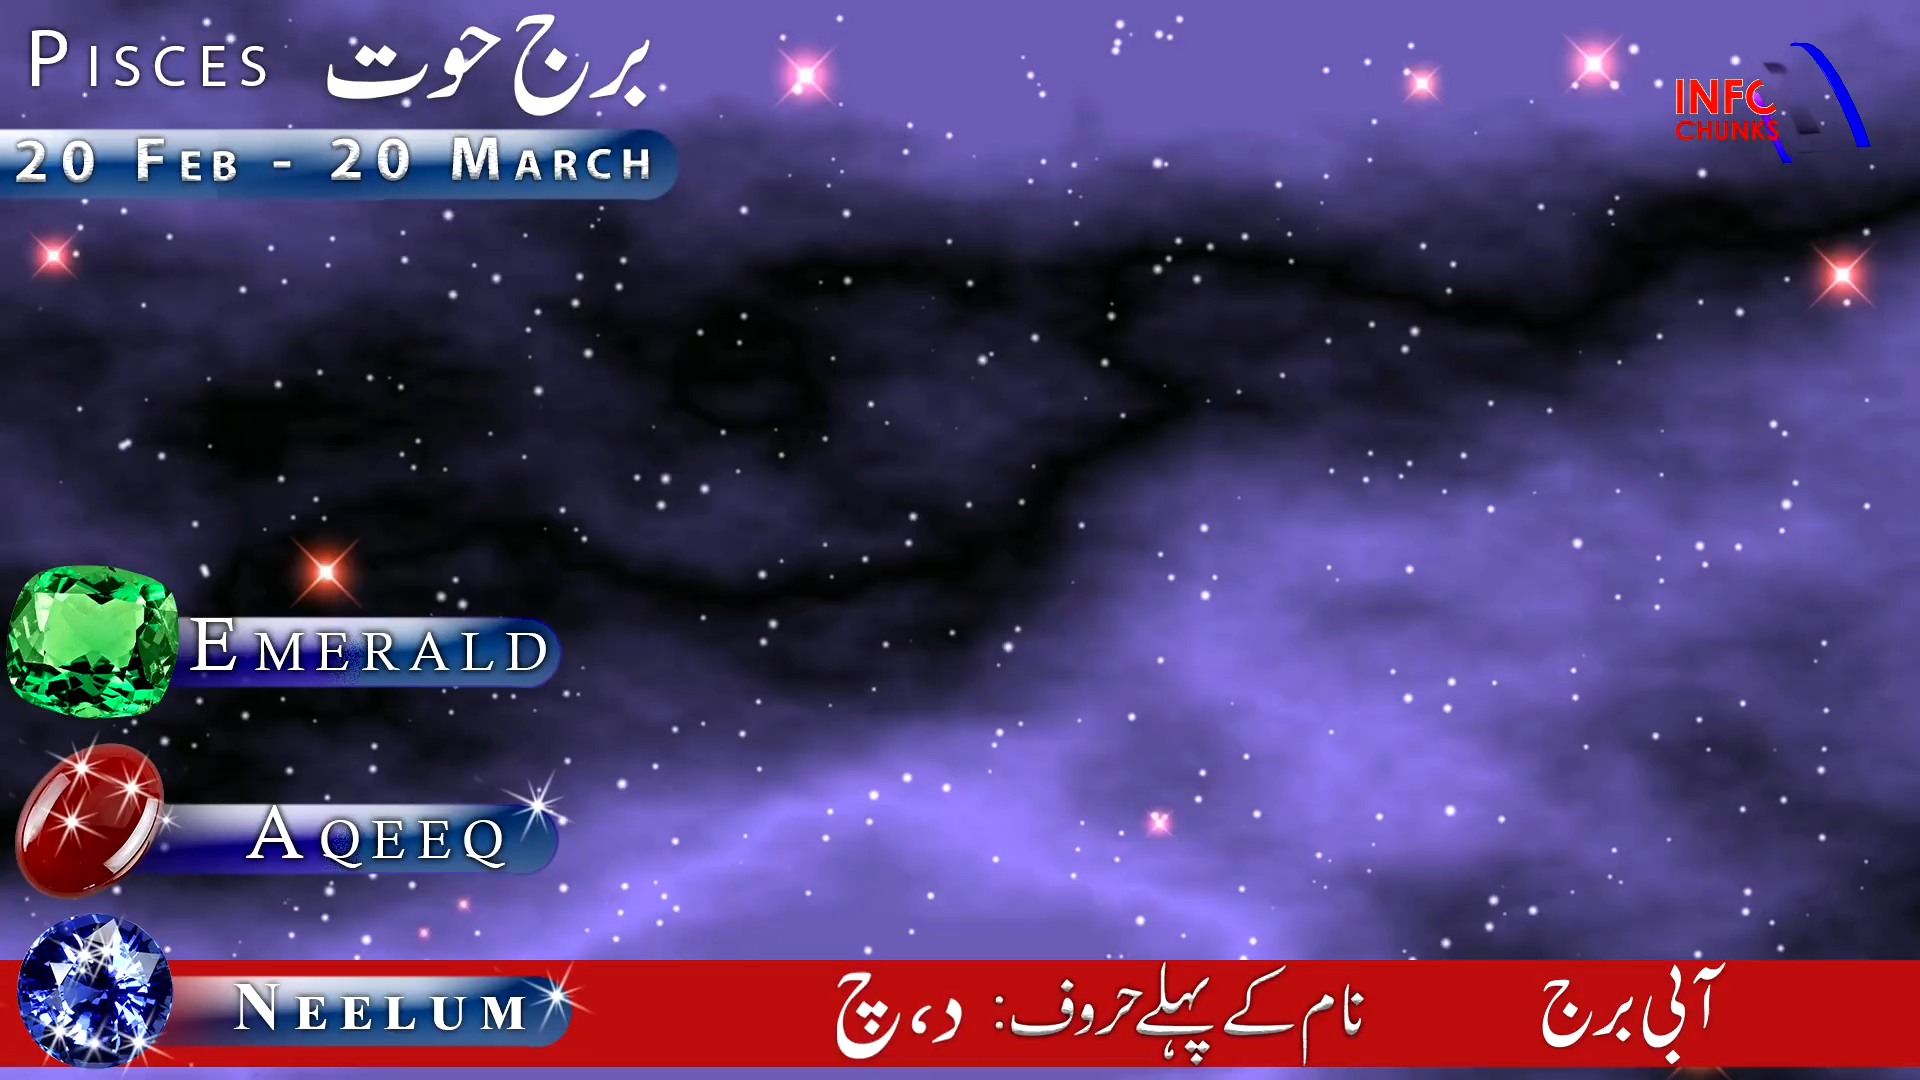 Pisces برج حوت
20 Feb - 20 March
INFO
CHUNKS
Emerald
Aqeeq
Neelum
آبی برج
نام کے پہلے حروف: د، چ